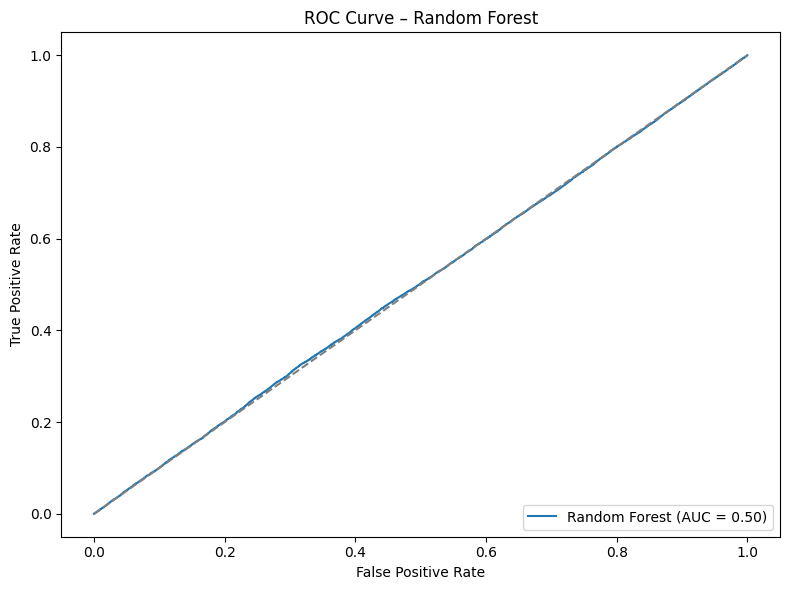 ROC Curve – Random Forest
True Positive Rate
1.0
0.8
0.6
0.4
0.2
0.0
0.0 0.2 0.4 0.6 0.8 1.0
False Positive Rate
Random Forest (AUC = 0.50)